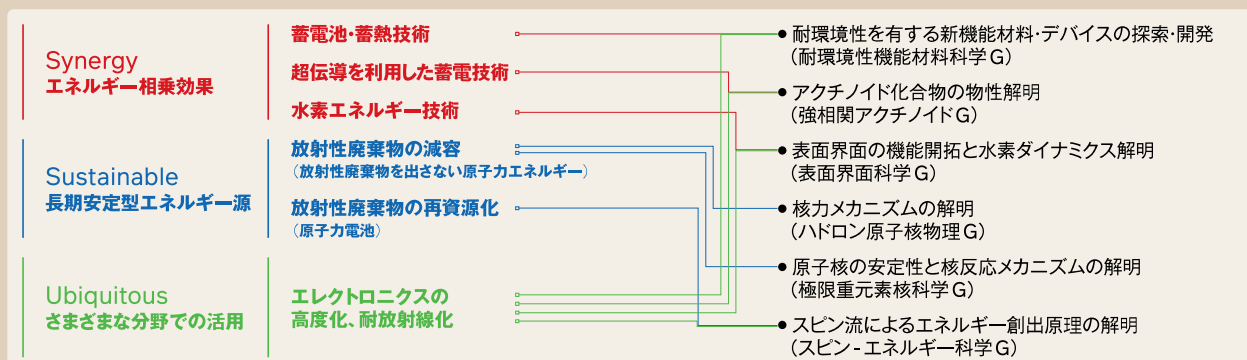 Synergy
エネルギー相乗効果
蓄電池・蓄熱技術
超伝導を利用した蓄電技術
水素エネルギー技術
Sustainable
長期安定型エネルギー源
放射性廃棄物の減容
（放射性廃棄物を出さない原子力エネルギー）
放射性廃棄物の再資源化
（原子力電池）
Ubiquitous
さまざまな分野での活用
エレクトロニクスの
高度化、耐放射線化
●耐環境性を有する新機能材料・デバイスの探索・開発
（耐環境性機能材料科学G）
●アクチノイド化合物の物性解明
（強相関アクチノイドG）
●表面界面の機能開拓と水素ダイナミクス解明
（表面界面科学G）
●核力メカニズムの解明
（ハドロン原子核物理G）
●原子核の安定性と核反応メカニズムの解明
（極限重元素核科学G）
●スピン流によるエネルギー創出原理の解明
（スピン-エネルギー科学G）